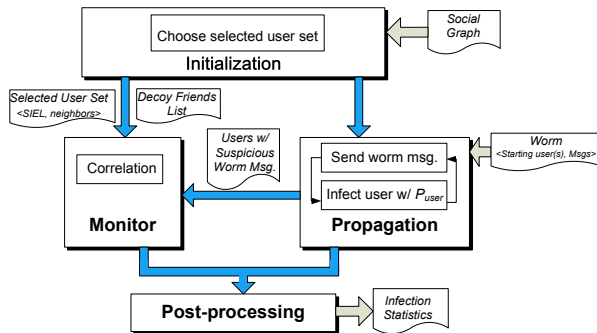 Choose selected user set
Initialization
Social
Graph
Selected User Set
<SIEL, neighbors>
Decoy Friends
List
Users w/
Suspicious
Worm Msg.
Correlation
Monitor
Send worm msg.
Infect user w/ Puser
Propagation
Worm
<Starting user(s), Msgs>
Post-processing
Infection
Statistics